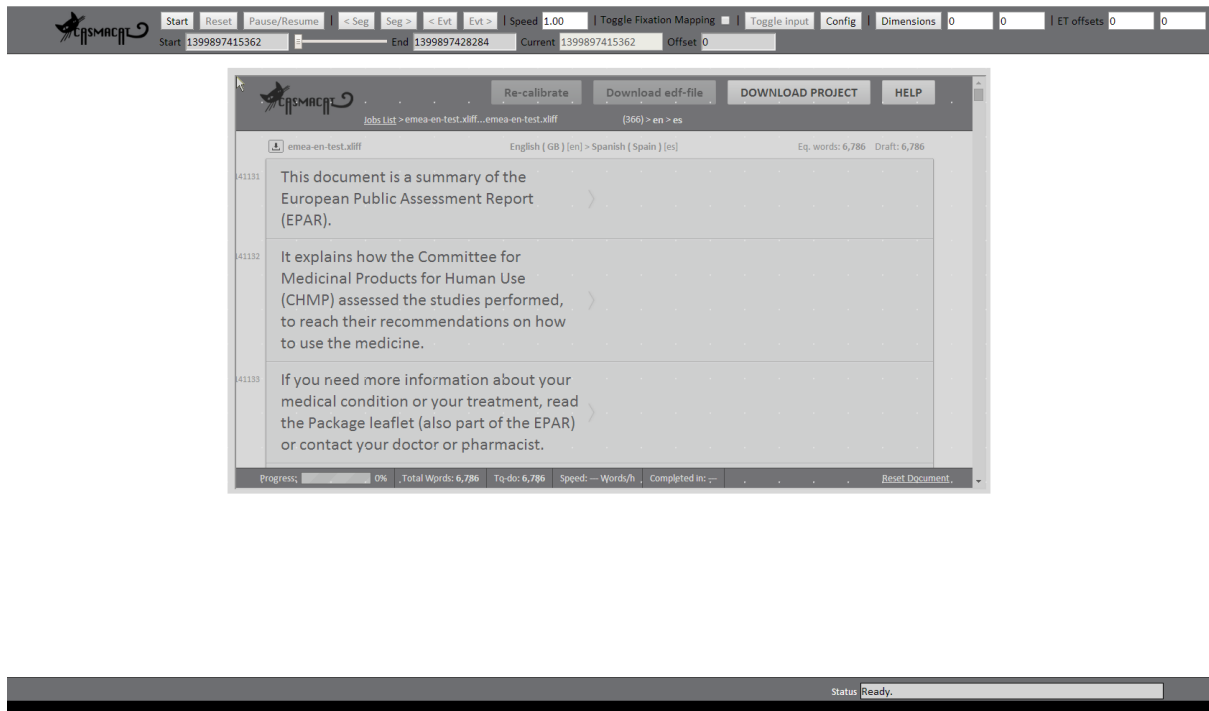 CASMACAT Start Reset Pause/Resume | < Seg Seg > < Evt Evt > | Speed 1.00 | Toggle Fixation Mapping | Toggle input Config | Dimensions 0 0 | ET offsets 0 0
Start 1399897415362 End 1399897428284 Current 1399897415362 Offset 0
CASMACAT Re-calibrate Download edf-file DOWNLOAD PROJECT HELP
Jobs List > emea-en-test.xliff...emea-en-test.xliff (366) > en > es
emea-en-test.xliff English ( GB ) [en] > Spanish ( Spain ) [es] Eq. words: 6,786 Draft: 6,786
141131 This document is a summary of the
European Public Assessment Report
(EPAR).
141132 It explains how the Committee for
Medicinal Products for Human Use
(CHMP) assessed the studies performed,
to reach their recommendations on how
to use the medicine.
141133 If you need more information about your
medical condition or your treatment, read
the Package leaflet (also part of the EPAR)
or contact your doctor or pharmacist.
Progress: 0% Total Words: 6,786 To-do: 6,786 Speed: --- Words/h Completed in: ---- Reset Document
Status Ready.